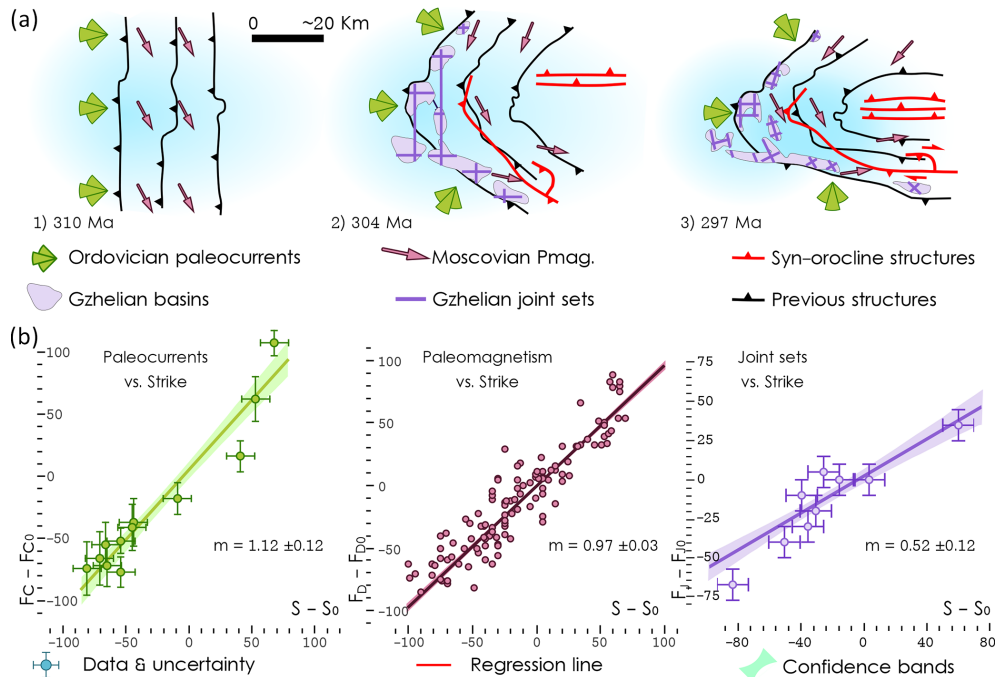 (a)
0 ~20 Km
1) 310 Ma
2) 304 Ma
3) 297 Ma
Ordovician paleocurrents
Moscovian Pmag.
Syn-orocline structures
Gzhelian basins
Gzhelian joint sets
Previous structures
(b)
Paleocurrents
vs. Strike
100
50
0
-50
-100
FC - FC0
m = 1.12 ±0.12
S - S0
-100
-50
0
50
100
Paleomagnetism
vs. Strike
100
50
0
-50
-100
FD - FD0
m = 0.97 ±0.03
S - S0
-100
-50
0
50
100
Joint sets
vs. Strike
75
50
25
0
-25
-50
-75
FJ - FJ0
m = 0.52 ±0.12
S - S0
-80
-40
0
40
80
Data & uncertainty
Regression line
Confidence bands